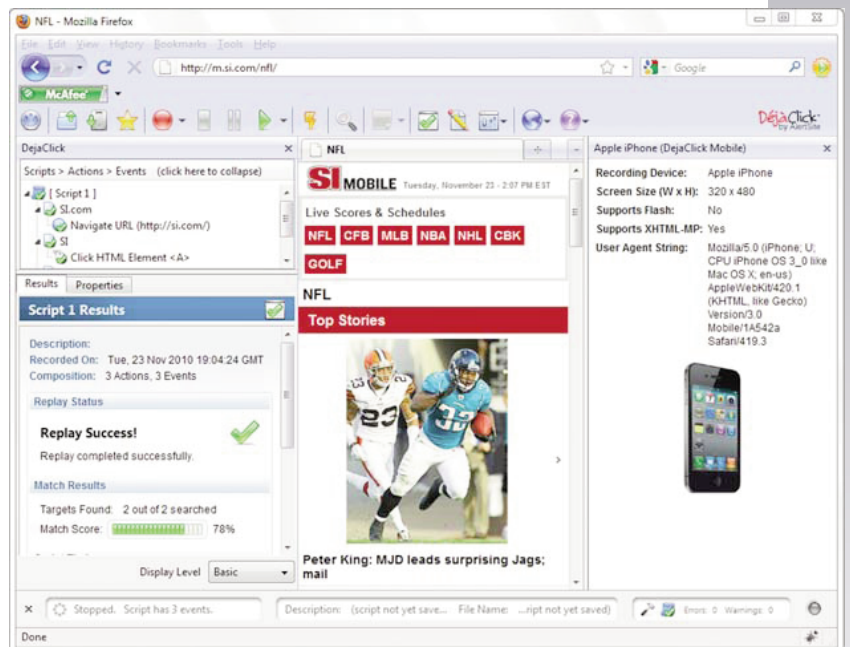 NFL - Mozilla Firefox
File Edit View History Bookmarks Tools Help
http://m.si.com/nfl/
Google
McAfee
DéjàClick
by AlertSite
DejaClick
Scripts > Actions > Events (click here to collapse)
[ Script 1 ]
SI.com
Navigate URL (http://si.com/)
SI
Click HTML Element <A>
Results Properties
Script 1 Results
Description:
Recorded On: Tue, 23 Nov 2010 19:04:24 GMT
Composition: 3 Actions, 3 Events
Replay Status
Replay Success!
Replay completed successfully.
Match Results
Targets Found: 2 out of 2 searched
Match Score: 78%
Display Level Basic
NFL
SI MOBILE Tuesday, November 23 - 2:07 PM EST
Live Scores & Schedules
NFL CFB MLB NBA NHL CBK
GOLF
NFL
Top Stories
23 32
Peter King: MJD leads surprising Jags;
mail
Apple iPhone (DejaClick Mobile)
Recording Device: Apple iPhone
Screen Size (W x H): 320 x 480
Supports Flash: No
Supports XHTML-MP: Yes
User Agent String: Mozilla/5.0 (iPhone; U;
CPU iPhone OS 3_0 like
Mac OS X; en-us)
AppleWebKit/420.1
(KHTML, like Gecko)
Version/3.0
Mobile/1A542a
Safari/419.3
Stopped. Script has 3 events.
Description: (script not yet save... File Name: ...ript not yet saved)
Errors: 0 Warnings: 0
Done